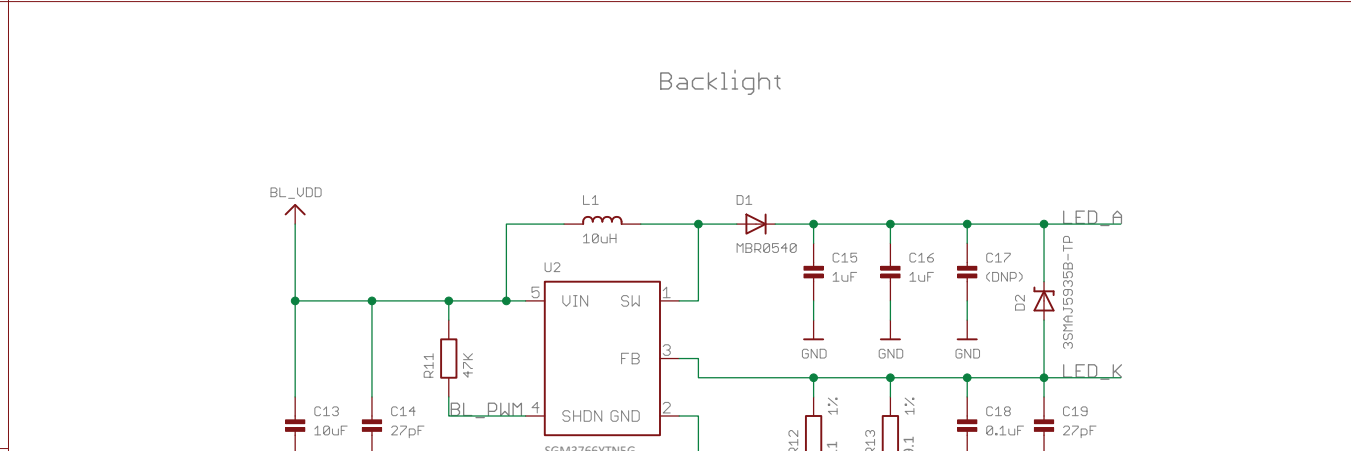 Backlight
BL_VDD
L1
10uH
D1
MBR0540
LED_A
C15
1uF
C16
1uF
C17
(DNP)
D2
3SMAJ5935B-TP
GND
GND
GND
U2
5
VIN
SW
1
FB
3
R11
47K
BL_PWM
4
SHDN GND
2
LED_K
C13
10uF
C14
27pF
R12
1%
R13
1%
C18
0.1uF
C19
27pF